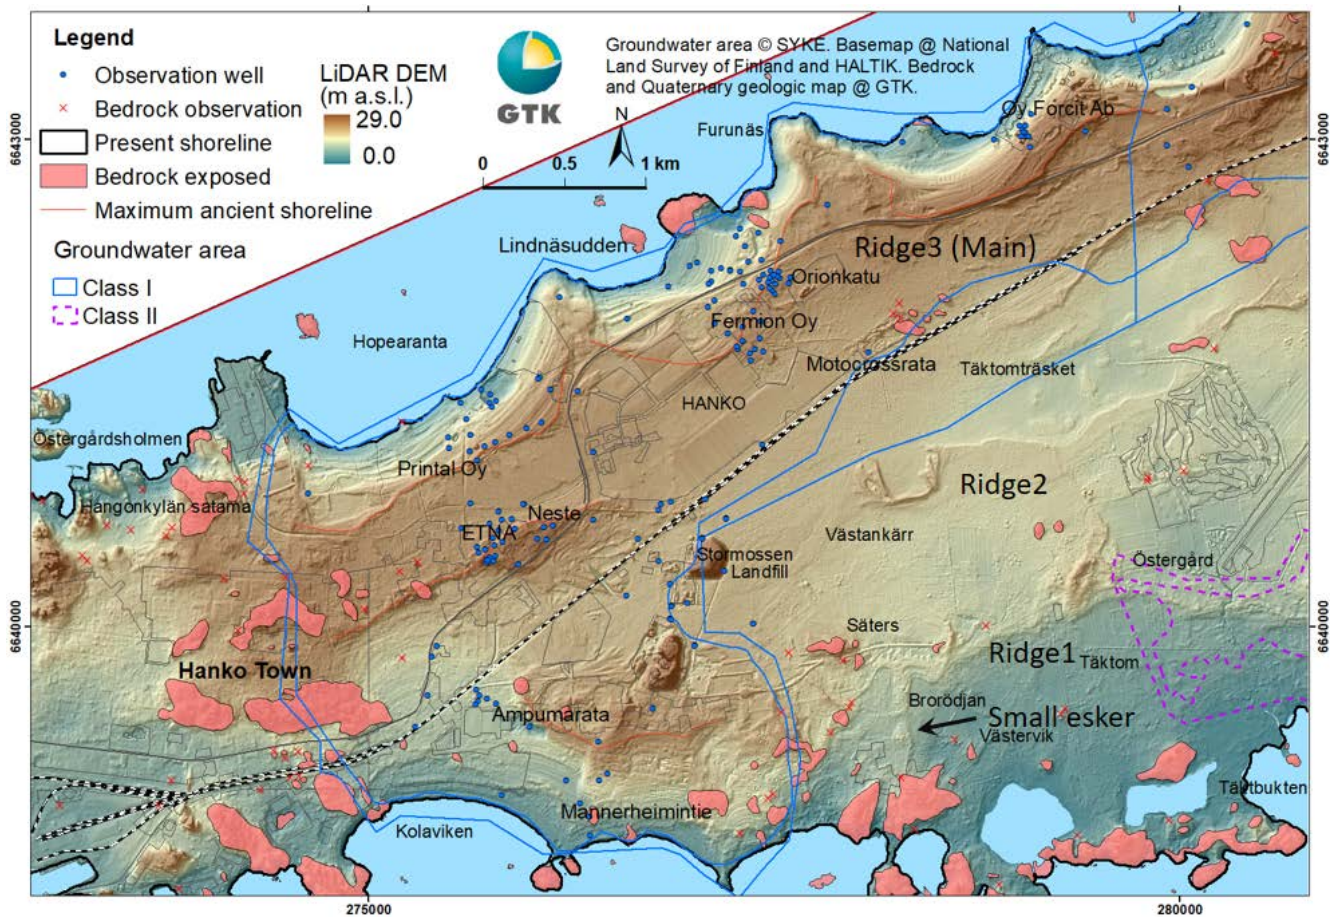 Legend
Observation well
Bedrock observation
Present shoreline
Bedrock exposed
Maximum ancient shoreline
Groundwater area
Class I
Class II
LiDAR DEM
(m a.s.l.)
29.0
0.0
GTK
Groundwater area © SYKE. Basemap @ National
Land Survey of Finland and HALTIK. Bedrock
and Quaternary geologic map @ GTK.
N
0 0.5 1 km
Furunäs
Oy Forcit Ab
6643000
6643000
Lindnäsudden
Ridge3 (Main)
Orionkatu
Fermion Oy
Hopearanta
Motocrossrata
Täktomträsket
HANKO
Östergårdsholmen
Printal Oy
Hangonkylän satama
Ridge2
Neste
ETNA
Västankärr
Stormossen
Landfill
Östergård
6640000
6640000
Säters
Hanko Town
Ridge1
Täktom
Brorödjan
Ampumarata
Small esker
Västervik
Täktbukten
Mannerheimintie
Kolaviken
275000
280000